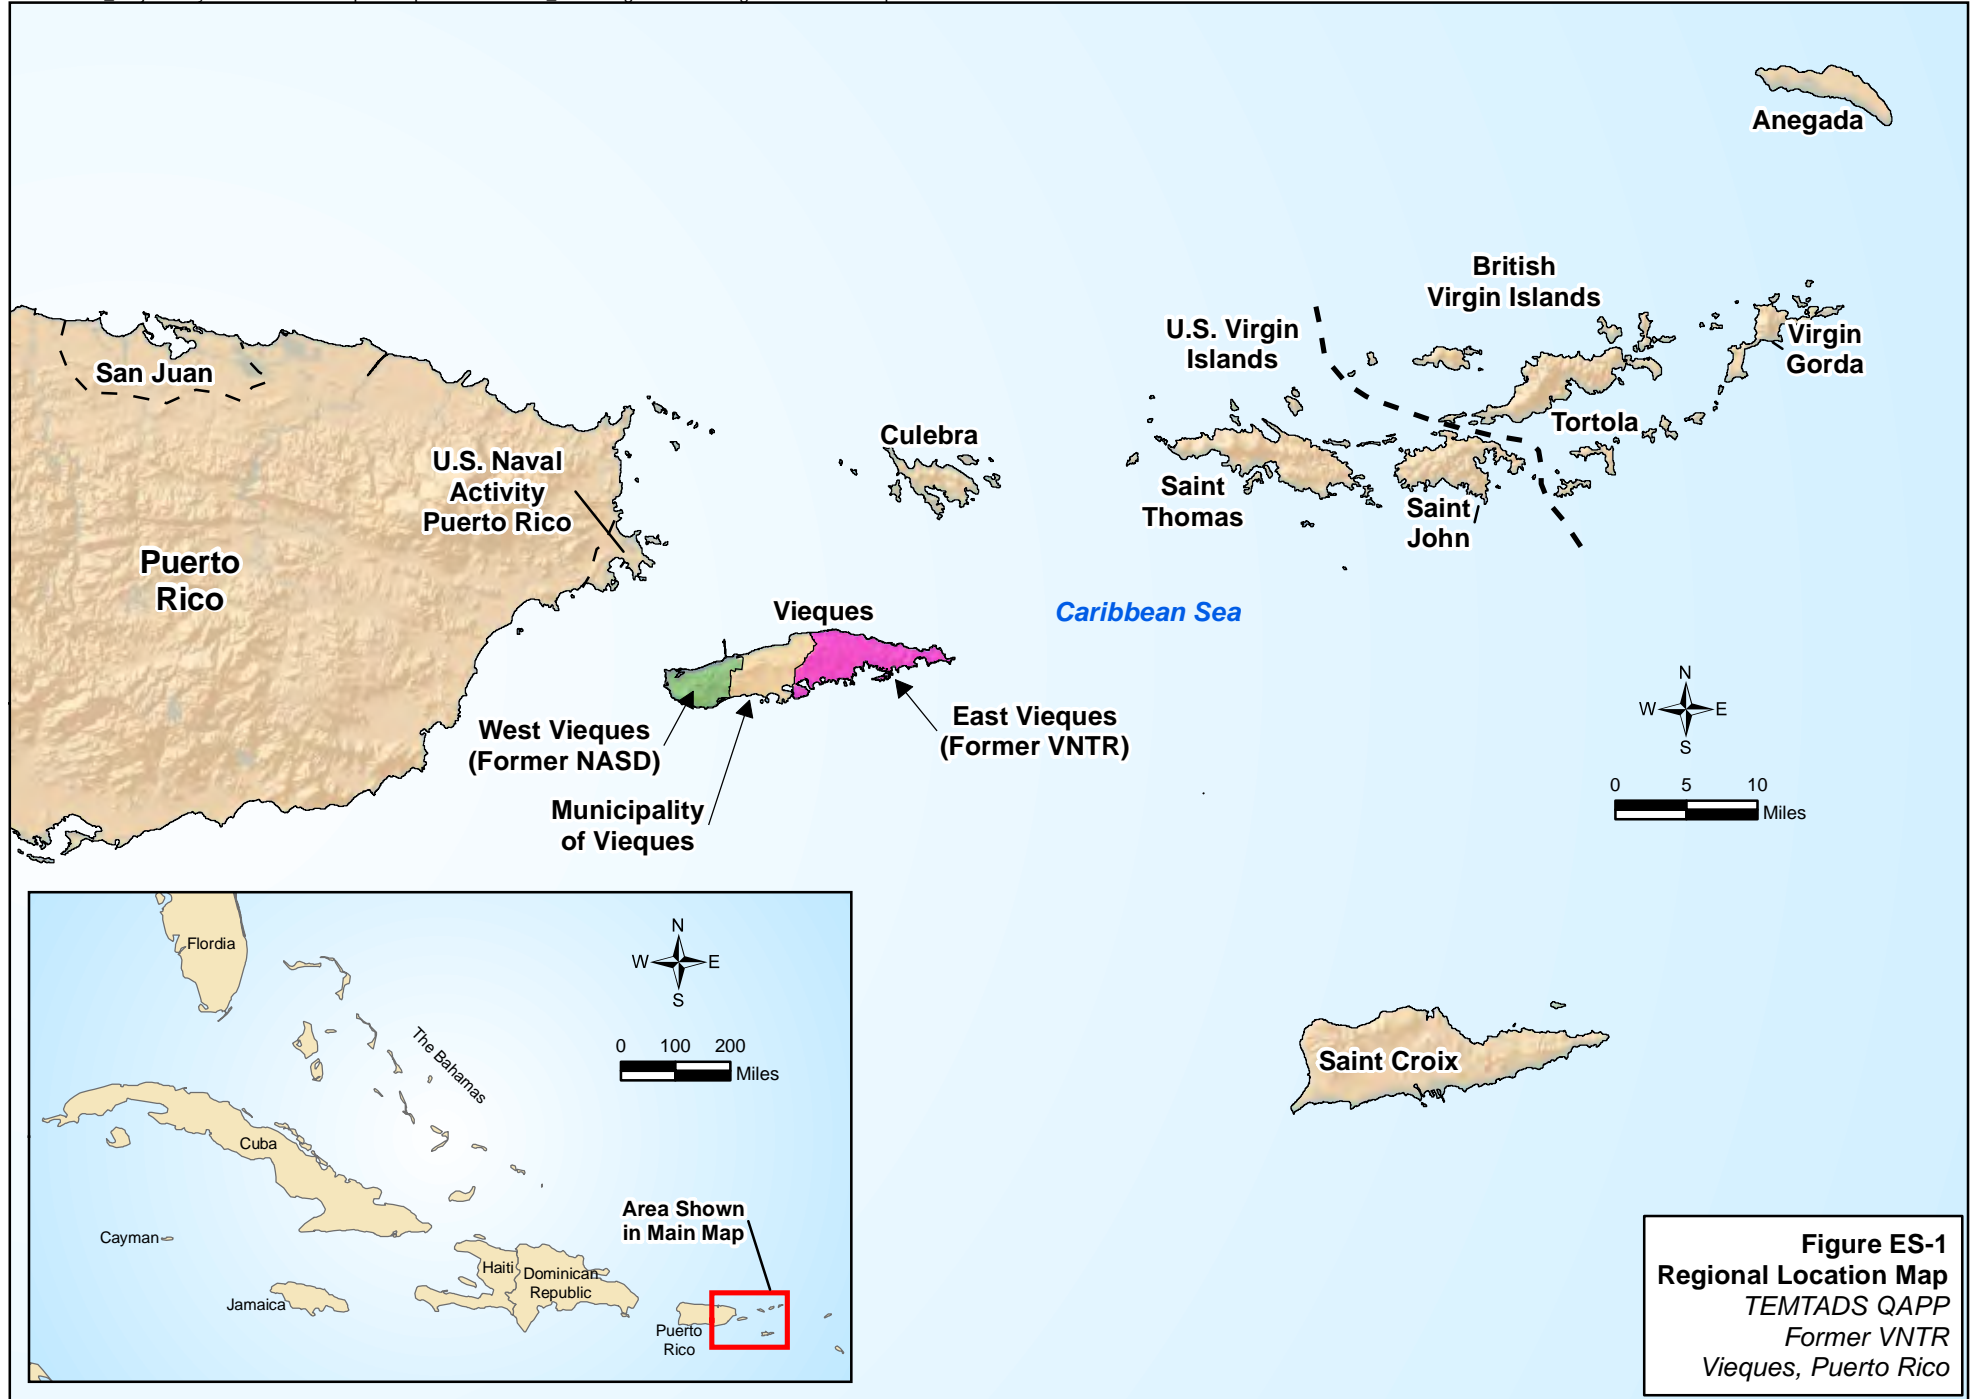 Anegada
British
Virgin Islands
U.S. Virgin
Islands
Virgin
Gorda
San Juan
Tortola
Culebra
U.S. Naval
Activity
Puerto Rico
Saint
Thomas
Saint
John
Puerto
Rico
Vieques
Caribbean Sea
N
W E
S
West Vieques
(Former NASD)
East Vieques
(Former VNTR)
Municipality
of Vieques
0 5 10
Miles
Flordia
N
W E
S
The Bahamas
0 100 200
Miles
Cuba
Saint Croix
Cayman
Area Shown
in Main Map
Haiti
Dominican
Republic
Jamaica
Puerto
Rico
Figure ES-1
Regional Location Map
TEMTADS QAPP
Former VNTR
Vieques, Puerto Rico